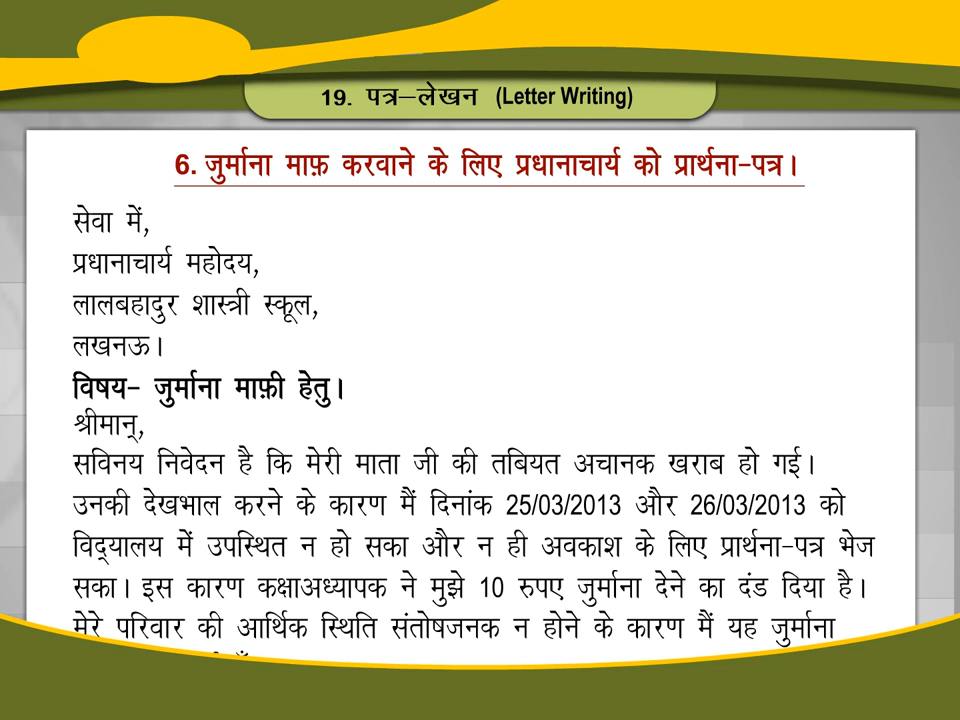 19. पत्र–लेखन (Letter Writing)
6. जुर्माना माफ़ करवाने के लिए प्रधानाचार्य को प्रार्थना-पत्र।
सेवा में,
प्रधानाचार्य महोदय,
लालबहादुर शास्त्री स्कूल,
लखनऊ।
विषय- जुर्माना माफ़ी हेतु।
श्रीमान्,
सविनय निवेदन है कि मेरी माता जी की तबियत अचानक खराब हो गई।
उनकी देखभाल करने के कारण मैं दिनांक 25/03/2013 और 26/03/2013 को
विद्‌यालय में उपस्थित न हो सका और न ही अवकाश के लिए प्रार्थना-पत्र भेज
सका। इस कारण कक्षाअध्यापक ने मुझे 10 रुपए जुर्माना देने का दंड दिया है।
मेरे परिवार की आर्थिक स्थिति संतोषजनक न होने के कारण मैं यह जुर्माना